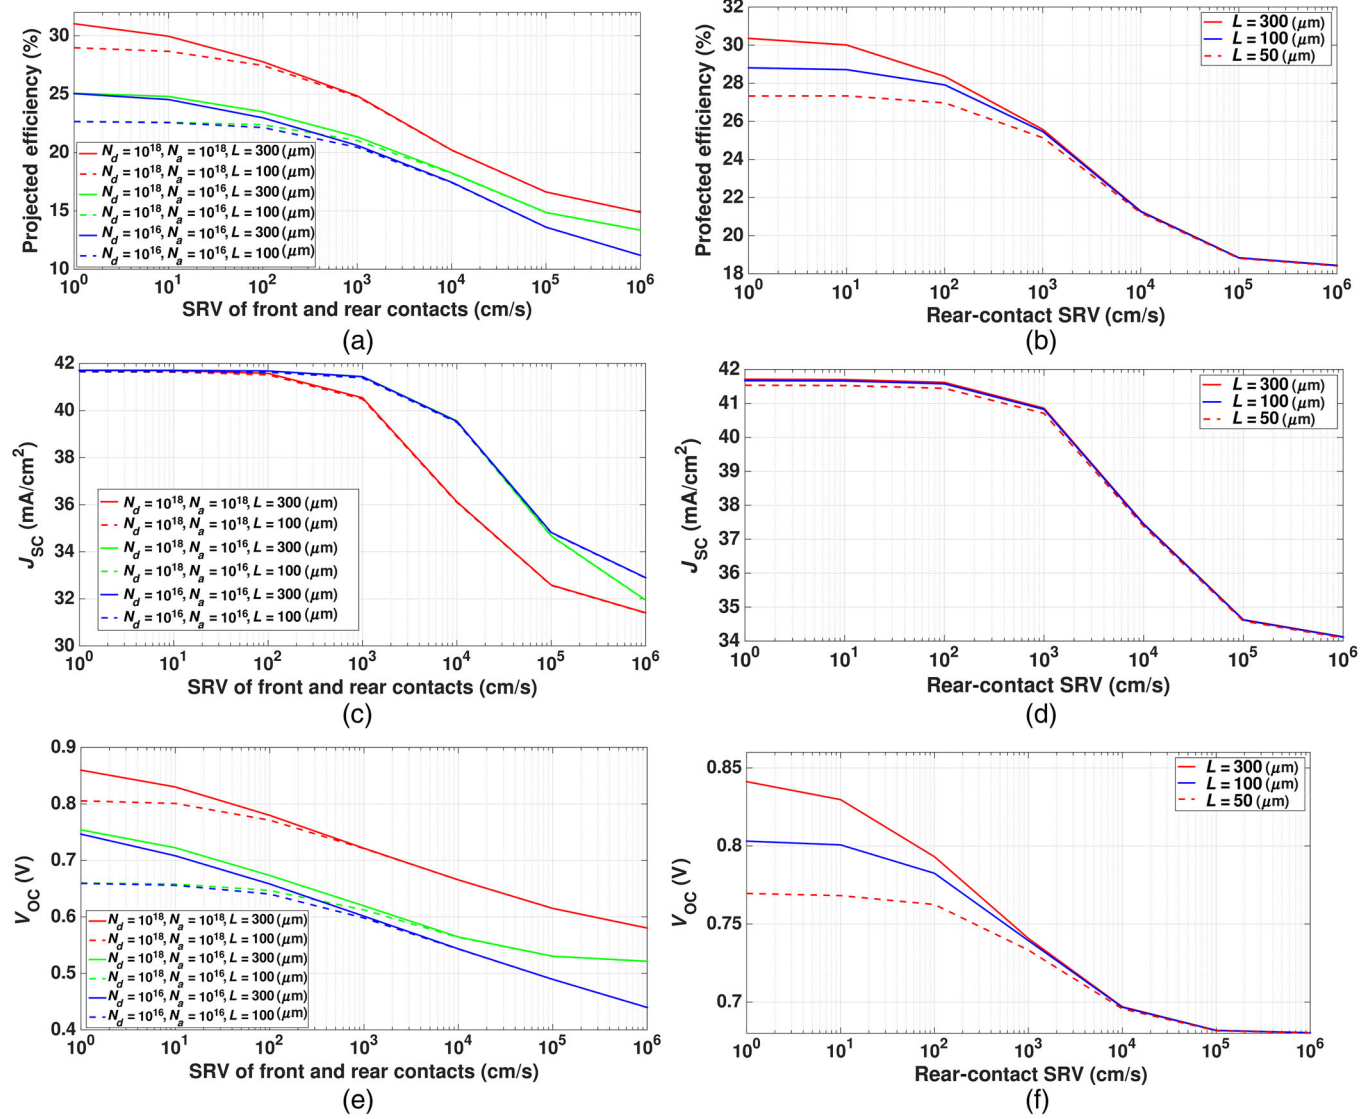 Projected efficiency (%)
30
25
20
15
10
N_d = 10^18, N_a = 10^18, L = 300 (μm)
N_d = 10^18, N_a = 10^18, L = 100 (μm)
N_d = 10^18, N_a = 10^16, L = 300 (μm)
N_d = 10^18, N_a = 10^16, L = 100 (μm)
N_d = 10^16, N_a = 10^16, L = 300 (μm)
N_d = 10^16, N_a = 10^16, L = 100 (μm)
10^0 10^1 10^2 10^3 10^4 10^5 10^6
SRV of front and rear contacts (cm/s)
(a)
Profected efficiency (%)
32
30
28
26
24
22
20
18
L = 300 (μm)
L = 100 (μm)
L = 50 (μm)
10^0 10^1 10^2 10^3 10^4 10^5 10^6
Rear-contact SRV (cm/s)
(b)
J_SC (mA/cm^2)
42
40
38
36
34
32
30
N_d = 10^18, N_a = 10^18, L = 300 (μm)
N_d = 10^18, N_a = 10^18, L = 100 (μm)
N_d = 10^18, N_a = 10^16, L = 300 (μm)
N_d = 10^18, N_a = 10^16, L = 100 (μm)
N_d = 10^16, N_a = 10^16, L = 300 (μm)
N_d = 10^16, N_a = 10^16, L = 100 (μm)
10^0 10^1 10^2 10^3 10^4 10^5 10^6
SRV of front and rear contacts (cm/s)
(c)
J_SC (mA/cm^2)
42
41
40
39
38
37
36
35
34
L = 300 (μm)
L = 100 (μm)
L = 50 (μm)
10^0 10^1 10^2 10^3 10^4 10^5 10^6
Rear-contact SRV (cm/s)
(d)
V_OC (V)
0.9
0.8
0.7
0.6
0.5
0.4
N_d = 10^18, N_a = 10^18, L = 300 (μm)
N_d = 10^18, N_a = 10^18, L = 100 (μm)
N_d = 10^18, N_a = 10^16, L = 300 (μm)
N_d = 10^18, N_a = 10^16, L = 100 (μm)
N_d = 10^16, N_a = 10^16, L = 300 (μm)
N_d = 10^16, N_a = 10^16, L = 100 (μm)
10^0 10^1 10^2 10^3 10^4 10^5 10^6
SRV of front and rear contacts (cm/s)
(e)
V_OC (V)
0.85
0.8
0.75
0.7
L = 300 (μm)
L = 100 (μm)
L = 50 (μm)
10^0 10^1 10^2 10^3 10^4 10^5 10^6
Rear-contact SRV (cm/s)
(f)